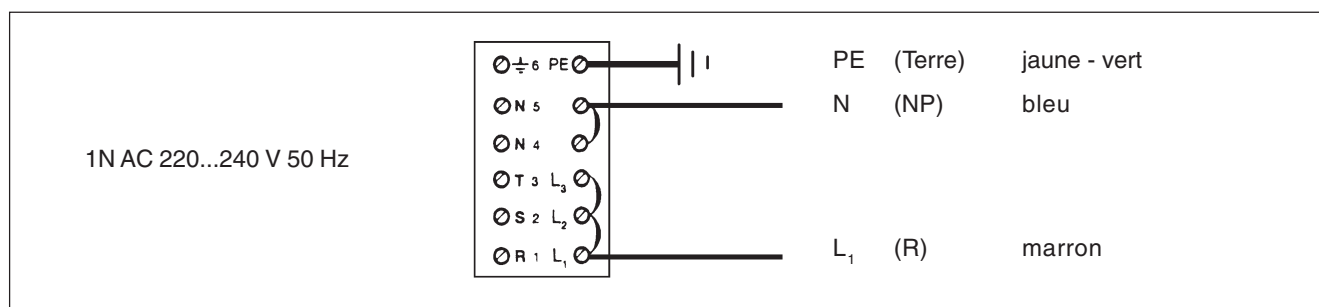 1N AC 220...240 V 50 Hz
⏚ 6 PE
N 5
N 4
T 3 L₃
S 2 L₂
R 1 L₁
PE (Terre) jaune - vert
N (NP) bleu
L₁ (R) marron